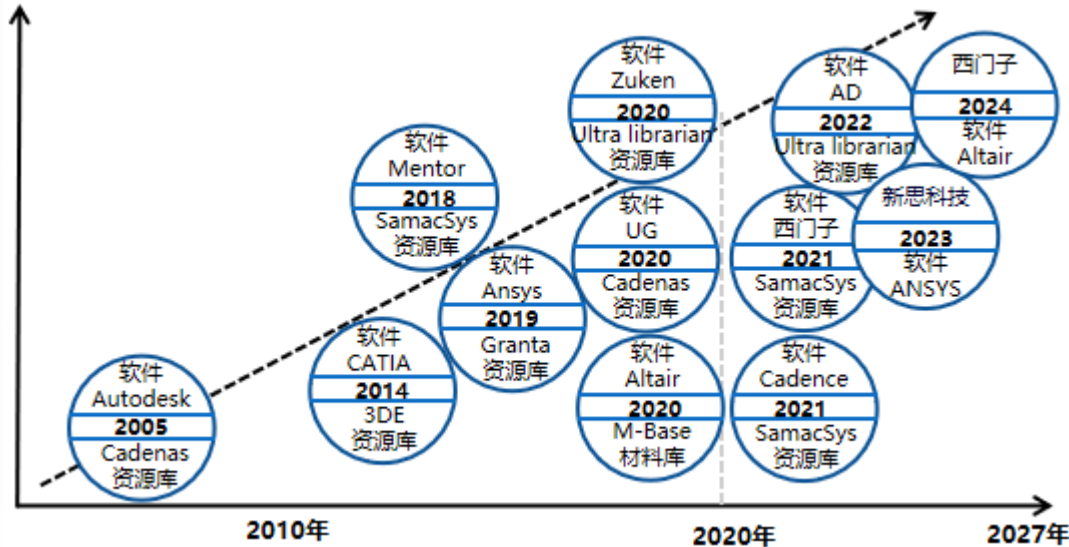 软件
Autodesk
2005
Cadenas
资源库
软件
CATIA
2014
3DE
资源库
软件
Mentor
2018
SamacSys
资源库
软件
Ansys
2019
Granta
资源库
软件
Zuken
2020
Ultra librarian
资源库
软件
UG
2020
Cadenas
资源库
软件
Altair
2020
M-Base
材料库
软件
AD
2022
Ultra librarian
资源库
软件
西门子
2021
SamacSys
资源库
软件
Cadence
2021
SamacSys
资源库
西门子
2024
软件
Altair
新思科技
2023
软件
ANSYS
2010年
2020年
2027年